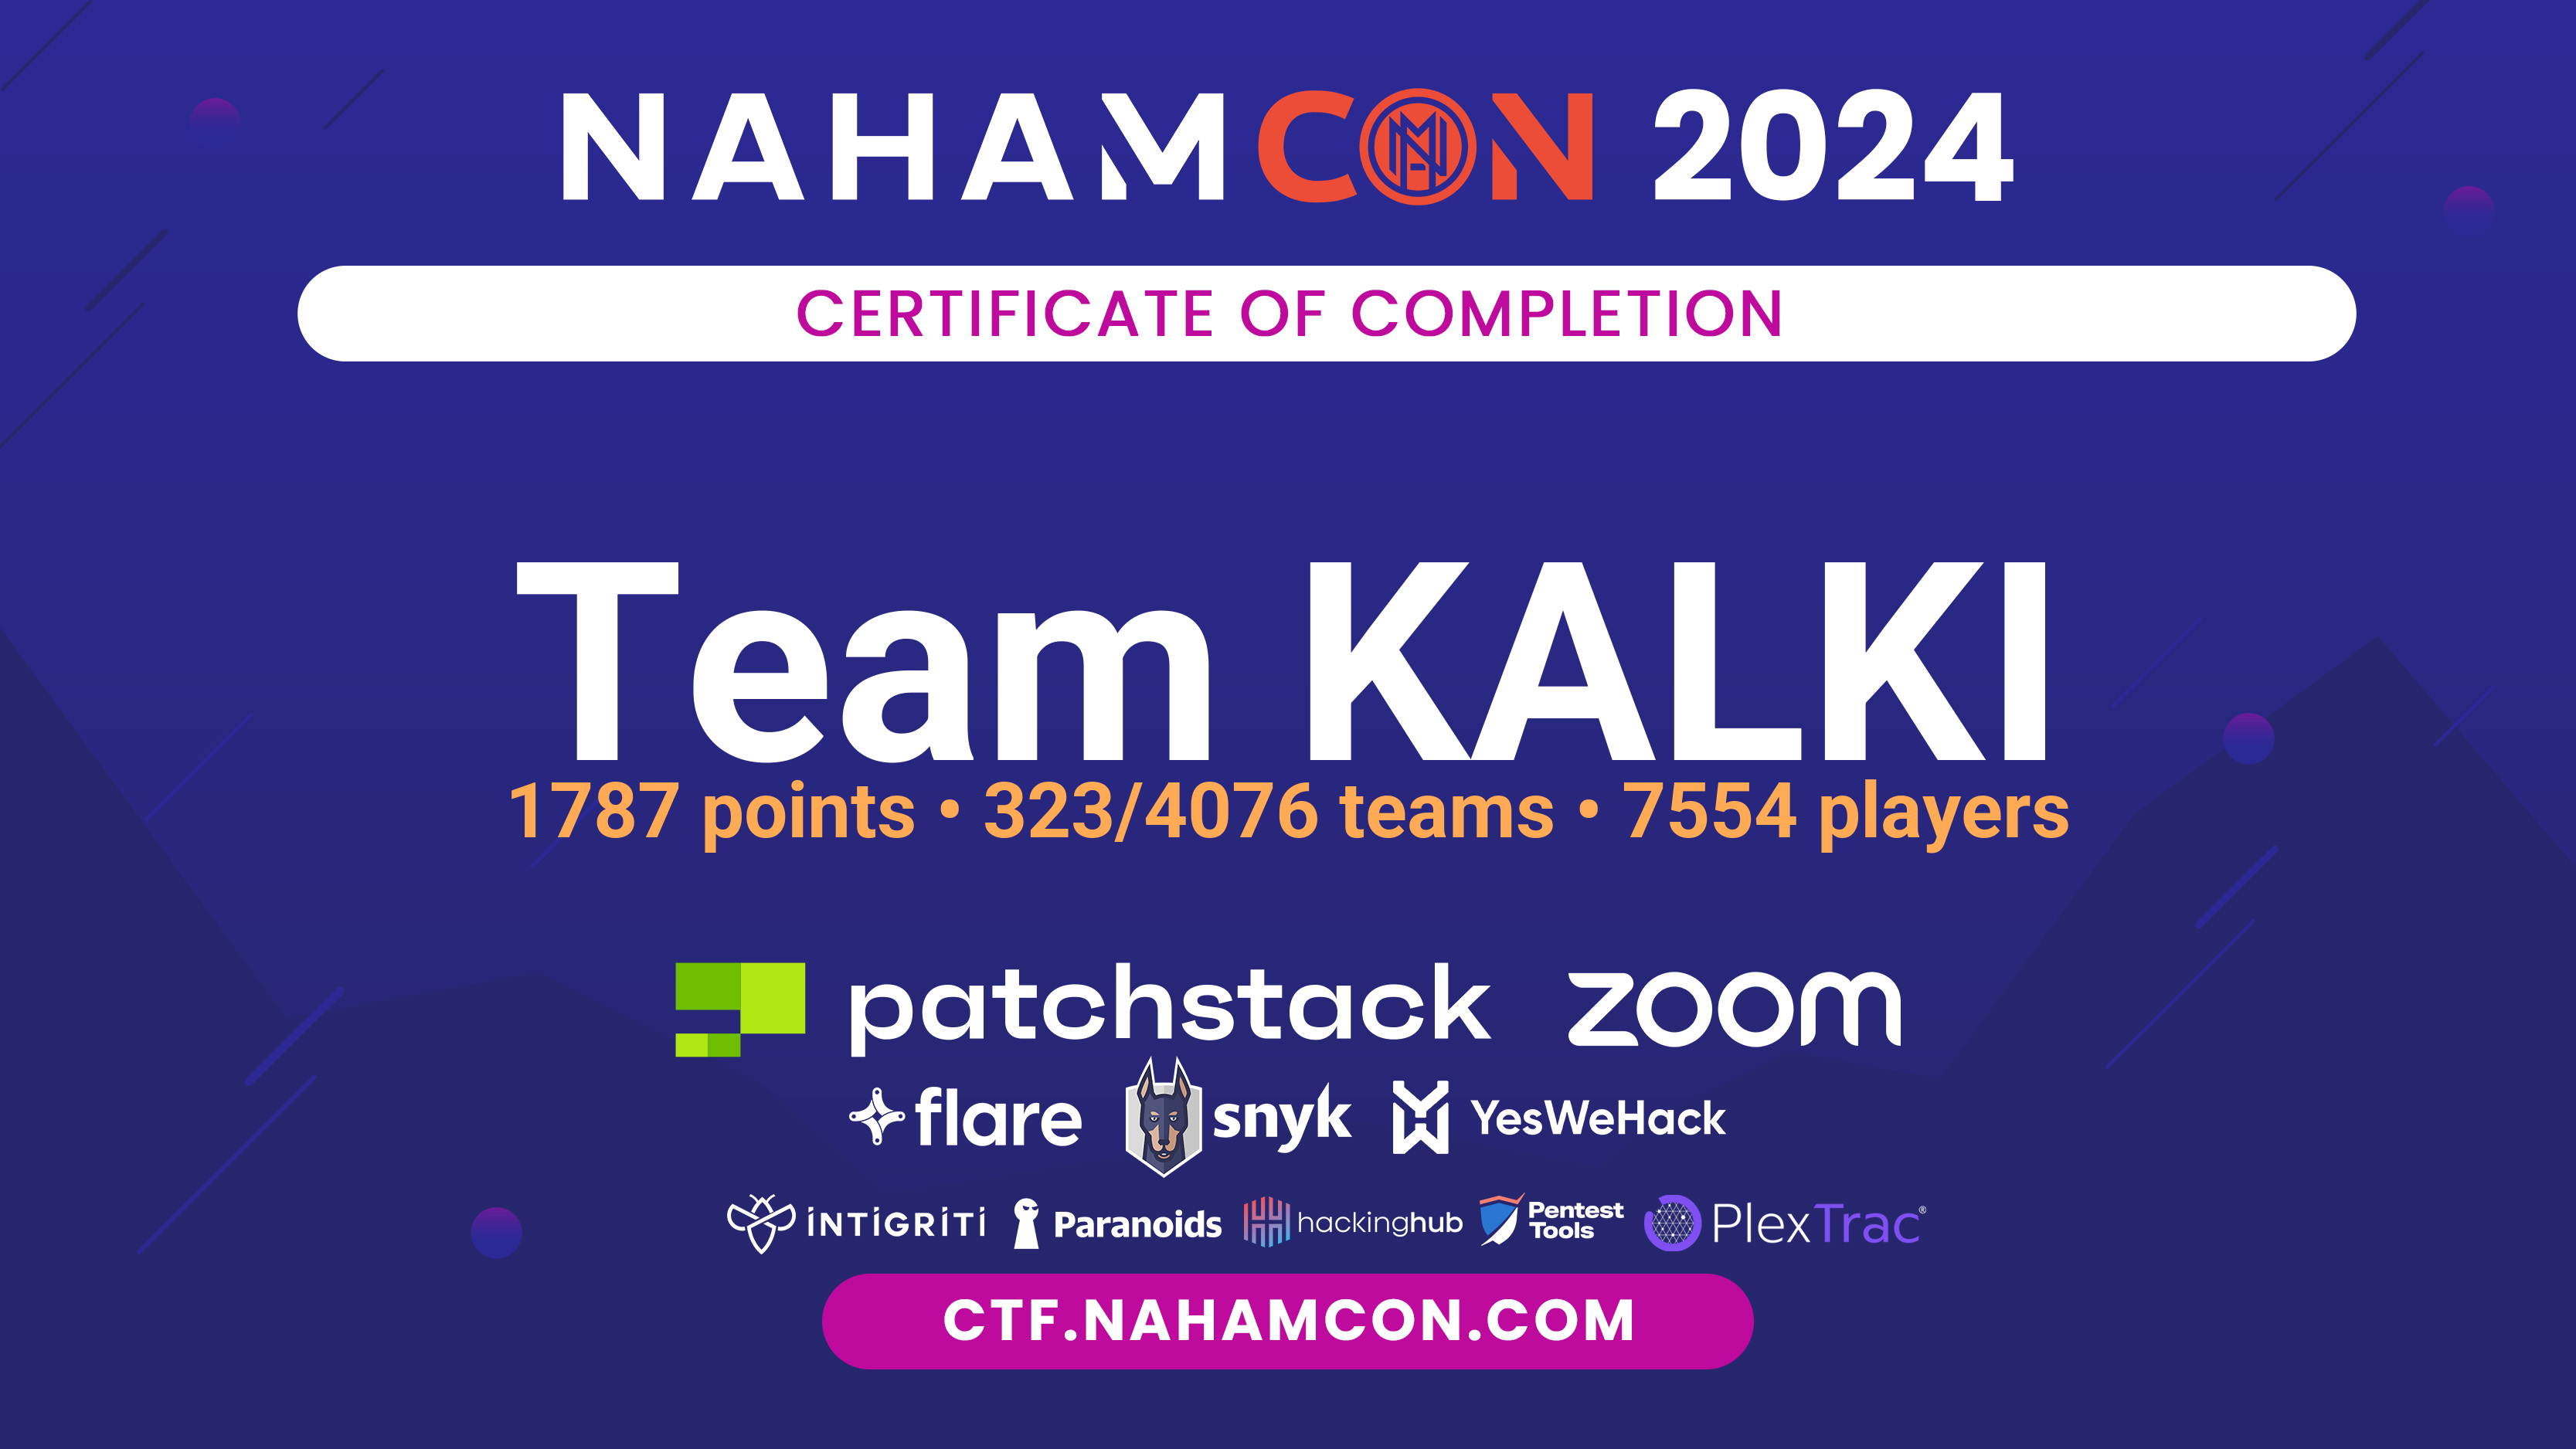 NAHAMCON 2024
CERTIFICATE OF COMPLETION
Team KALKI
1787 points • 323/4076 teams • 7554 players
patchstack zoom
flare snyk YesWeHack
INTIGRITI Paranoids hackinghub Pentest Tools PlexTrac®
CTF.NAHAMCON.COM